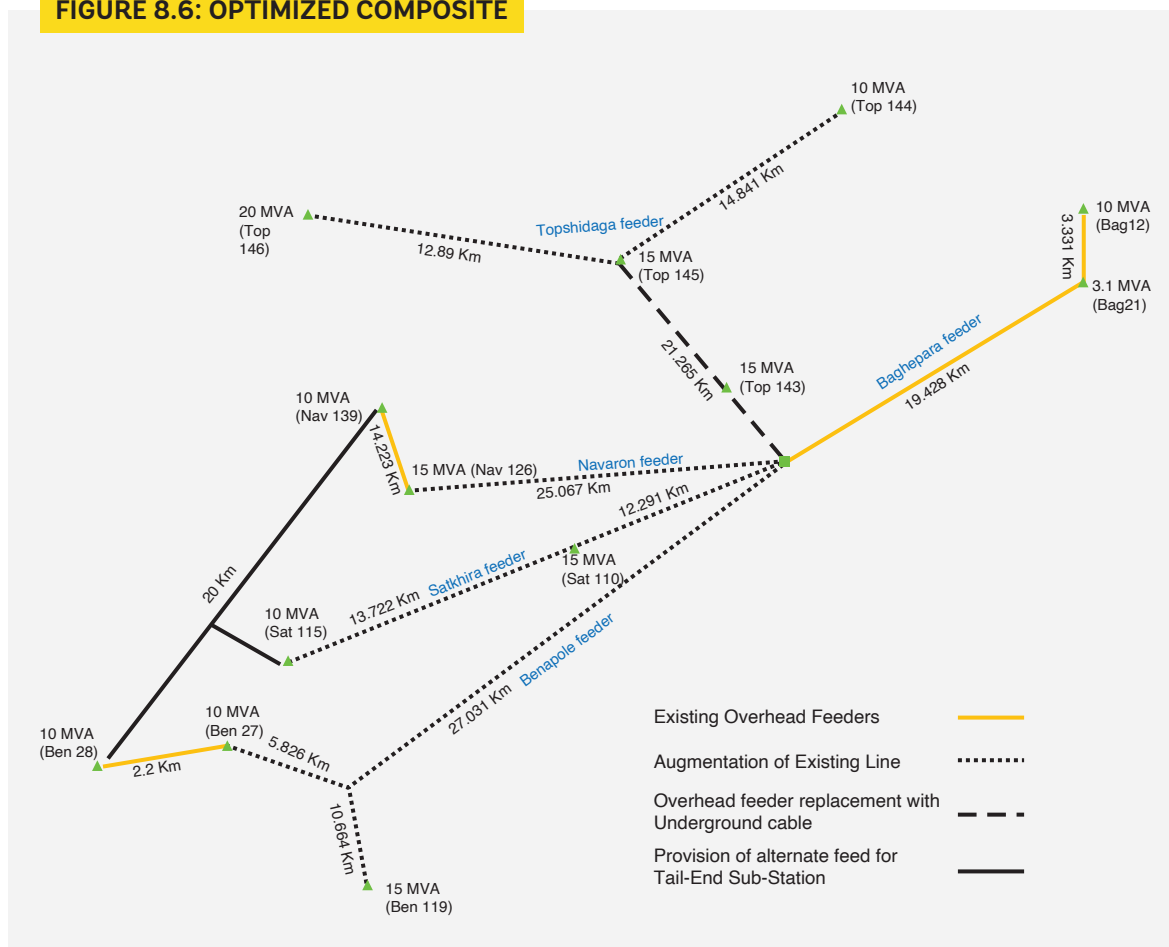 FIGURE 8.6: OPTIMIZED COMPOSITE
10 MVA
(Top 144)
14.841 Km
20 MVA
(Top
146)
Topshidaga feeder
12.89 Km
15 MVA
(Top 145)
10 MVA
(Bag12)
3.331 Km
3.1 MVA
(Bag21)
21.265 Km
15 MVA
(Top 143)
Baghepara feeder
19.428 Km
10 MVA
(Nav 139)
14.223 Km
15 MVA (Nav 126)
Navaron feeder
25.067 Km
12.291 Km
15 MVA
(Sat 110)
Satkhira feeder
13.722 Km
20 Km
10 MVA
(Sat 115)
Benapole feeder
27.031 Km
10 MVA
(Ben 28)
10 MVA
(Ben 27)
2.2 Km
5.826 Km
10.664 Km
15 MVA
(Ben 119)
Existing Overhead Feeders
Augmentation of Existing Line
Overhead feeder replacement with
Underground cable
Provision of alternate feed for
Tail-End Sub-Station